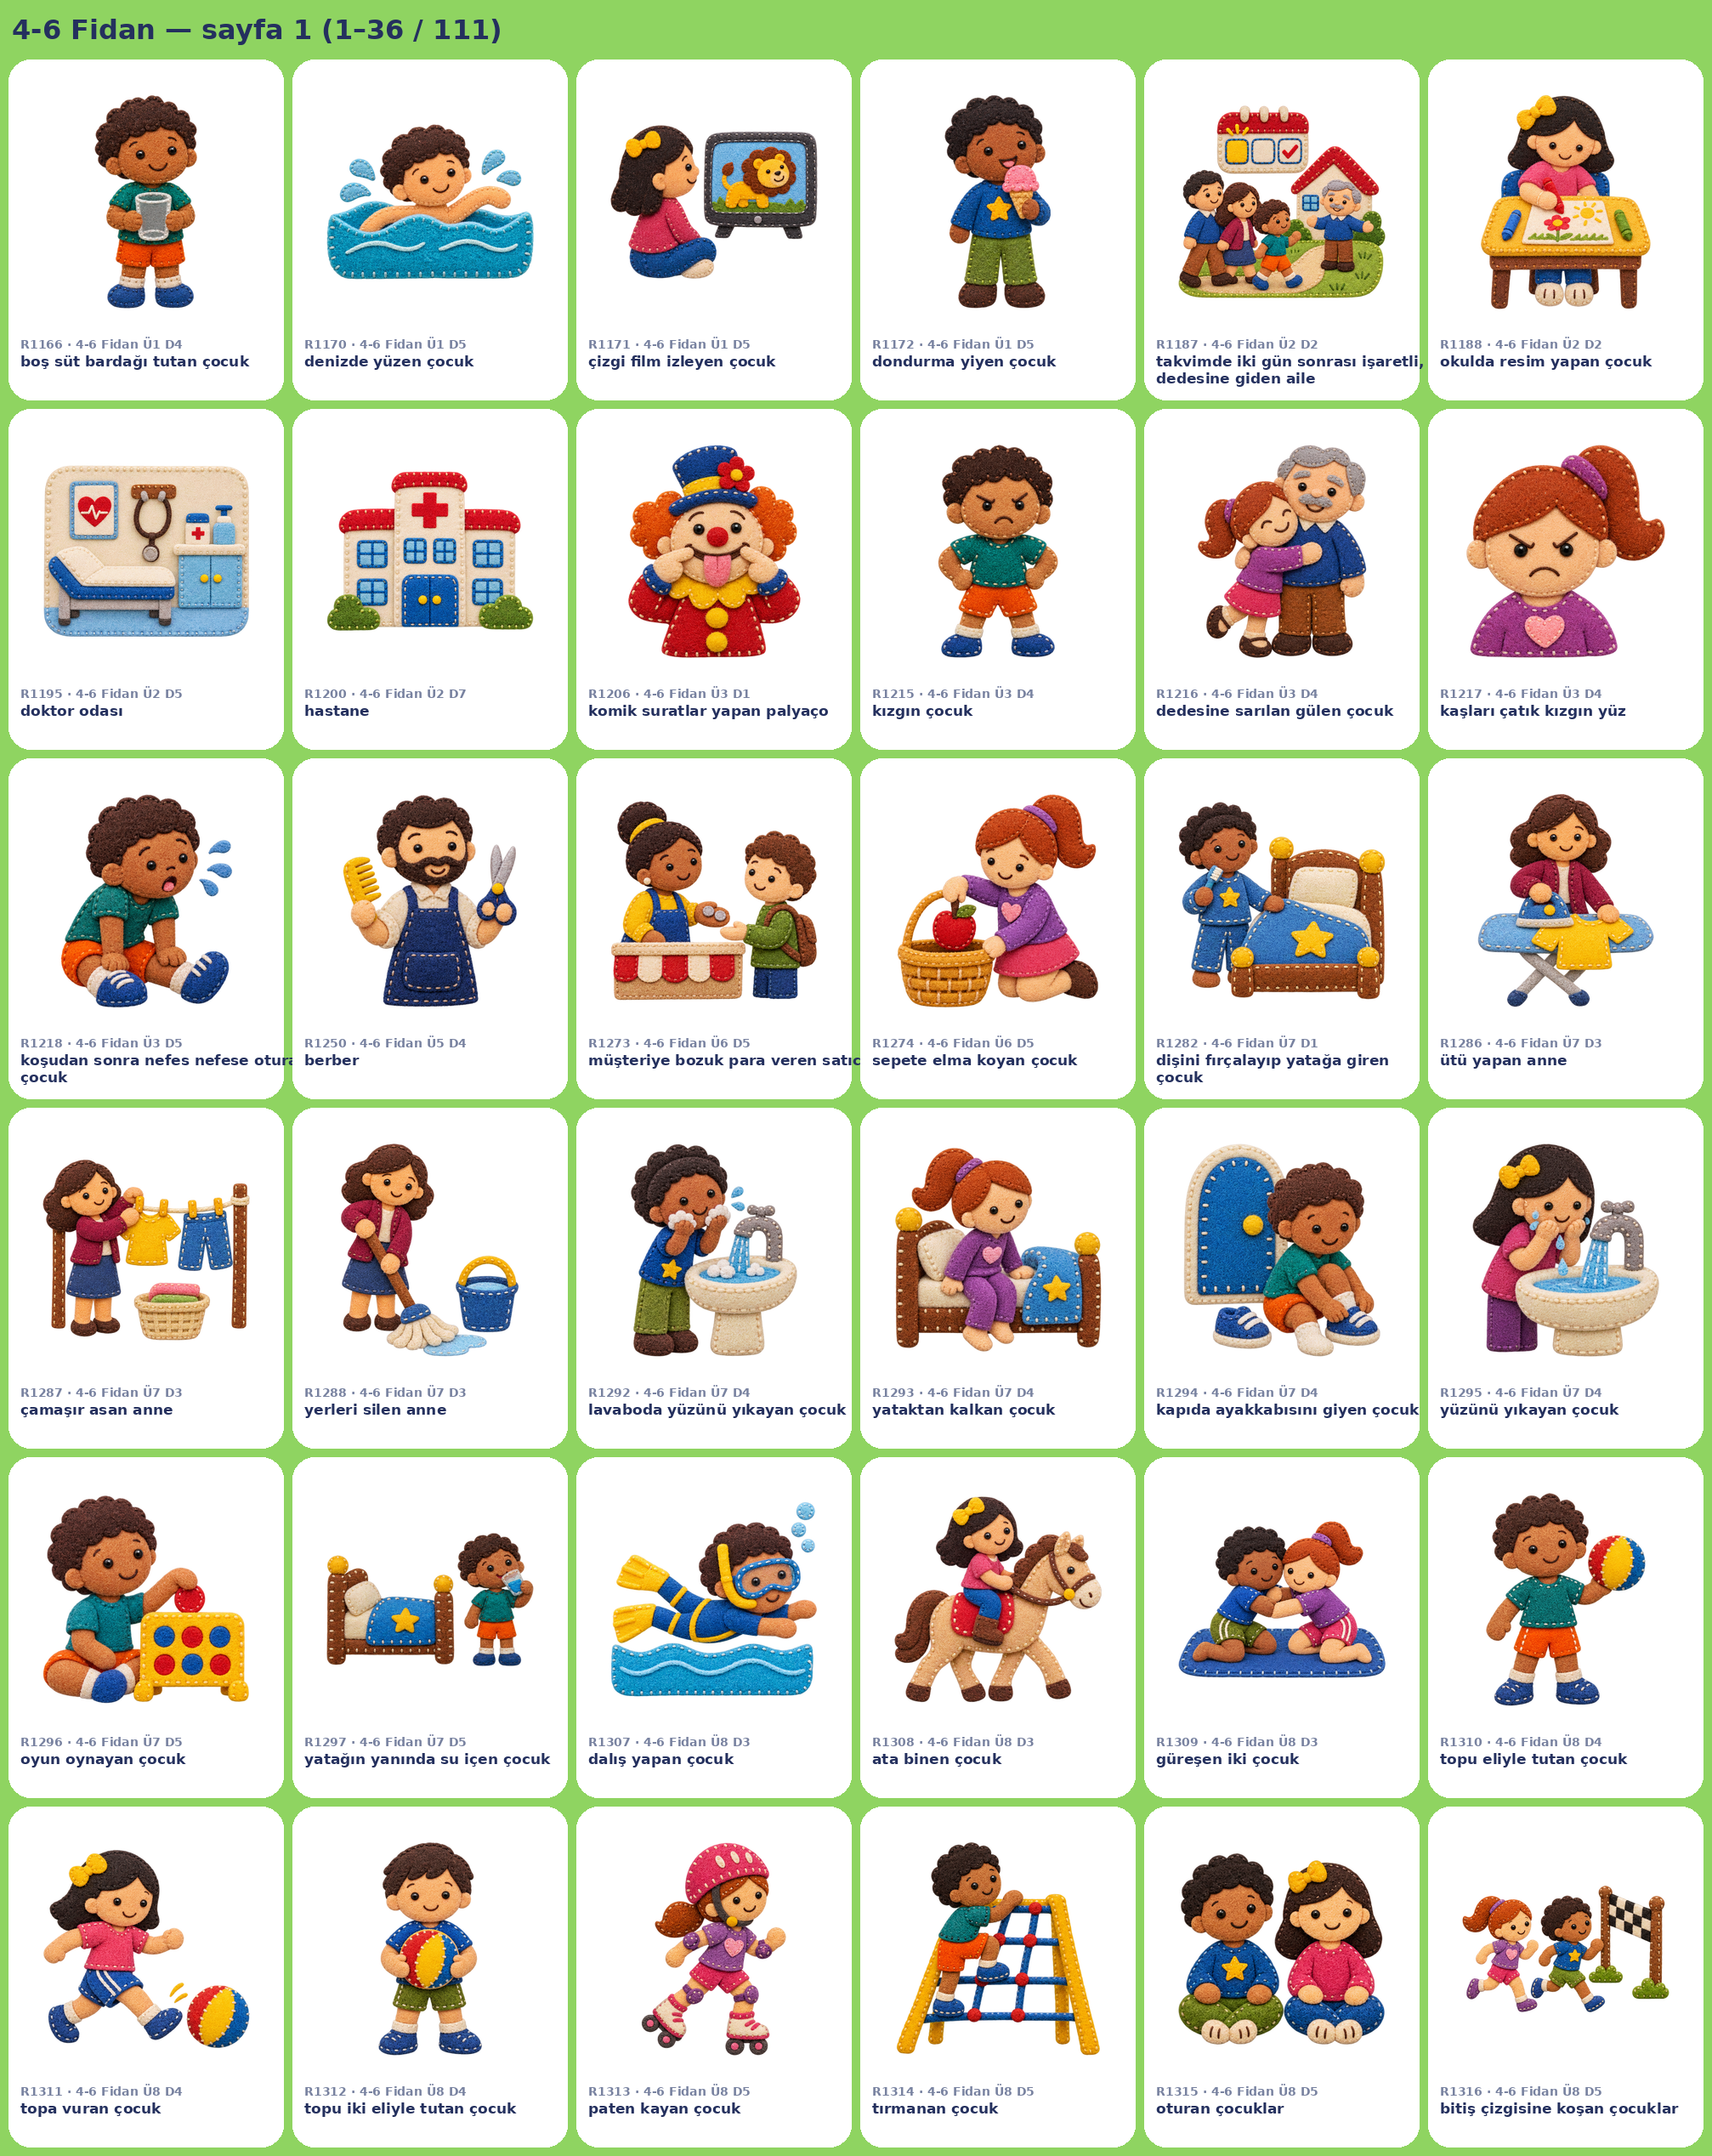 4-6 Fidan — sayfa 1 (1–36 / 111)
R1166 · 4-6 Fidan Ü1 D4
boş süt bardağı tutan çocuk
R1170 · 4-6 Fidan Ü1 D5
denizde yüzen çocuk
R1171 · 4-6 Fidan Ü1 D5
çizgi film izleyen çocuk
R1172 · 4-6 Fidan Ü1 D5
dondurma yiyen çocuk
R1187 · 4-6 Fidan Ü2 D2
takvimde iki gün sonrası işaretli,
dedesine giden aile
R1188 · 4-6 Fidan Ü2 D2
okulda resim yapan çocuk
R1195 · 4-6 Fidan Ü2 D5
doktor odası
R1200 · 4-6 Fidan Ü2 D7
hastane
R1206 · 4-6 Fidan Ü3 D1
komik suratlar yapan palyaço
R1215 · 4-6 Fidan Ü3 D4
kızgın çocuk
R1216 · 4-6 Fidan Ü3 D4
dedesine sarılan gülen çocuk
R1217 · 4-6 Fidan Ü3 D4
kaşları çatık kızgın yüz
R1218 · 4-6 Fidan Ü3 D5
koşudan sonra nefes nefese otura
çocuk
R1250 · 4-6 Fidan Ü5 D4
berber
R1273 · 4-6 Fidan Ü6 D5
müşteriye bozuk para veren satıc
R1274 · 4-6 Fidan Ü6 D5
sepete elma koyan çocuk
R1282 · 4-6 Fidan Ü7 D1
dişini fırçalayıp yatağa giren
çocuk
R1286 · 4-6 Fidan Ü7 D3
ütü yapan anne
R1287 · 4-6 Fidan Ü7 D3
çamaşır asan anne
R1288 · 4-6 Fidan Ü7 D3
yerleri silen anne
R1292 · 4-6 Fidan Ü7 D4
lavaboda yüzünü yıkayan çocuk
R1293 · 4-6 Fidan Ü7 D4
yataktan kalkan çocuk
R1294 · 4-6 Fidan Ü7 D4
kapıda ayakkabısını giyen çocuk
R1295 · 4-6 Fidan Ü7 D4
yüzünü yıkayan çocuk
R1296 · 4-6 Fidan Ü7 D5
oyun oynayan çocuk
R1297 · 4-6 Fidan Ü7 D5
yatağın yanında su içen çocuk
R1307 · 4-6 Fidan Ü8 D3
dalış yapan çocuk
R1308 · 4-6 Fidan Ü8 D3
ata binen çocuk
R1309 · 4-6 Fidan Ü8 D3
güreşen iki çocuk
R1310 · 4-6 Fidan Ü8 D4
topu eliyle tutan çocuk
R1311 · 4-6 Fidan Ü8 D4
topa vuran çocuk
R1312 · 4-6 Fidan Ü8 D4
topu iki eliyle tutan çocuk
R1313 · 4-6 Fidan Ü8 D5
paten kayan çocuk
R1314 · 4-6 Fidan Ü8 D5
tırmanan çocuk
R1315 · 4-6 Fidan Ü8 D5
oturan çocuklar
R1316 · 4-6 Fidan Ü8 D5
bitiş çizgisine koşan çocuklar